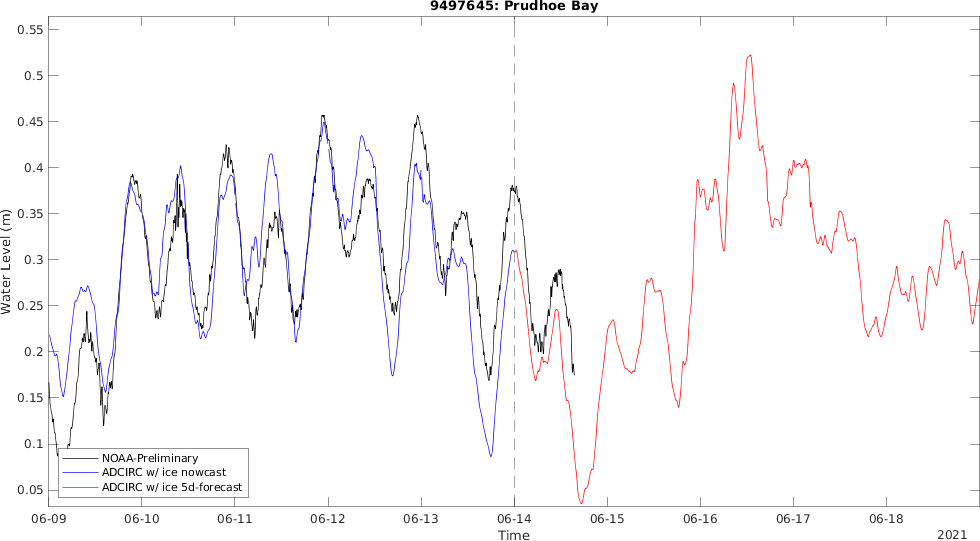 9497645: Prudhoe Bay
0.55
0.5
0.45
0.4
0.35
0.3
0.25
0.2
0.15
0.1
0.05
Water Level (m)
NOAA-Preliminary
ADCIRC w/ ice nowcast
ADCIRC w/ ice 5d-forecast
06-09 06-10 06-11 06-12 06-13 06-14 06-15 06-16 06-17 06-18
Time
2021